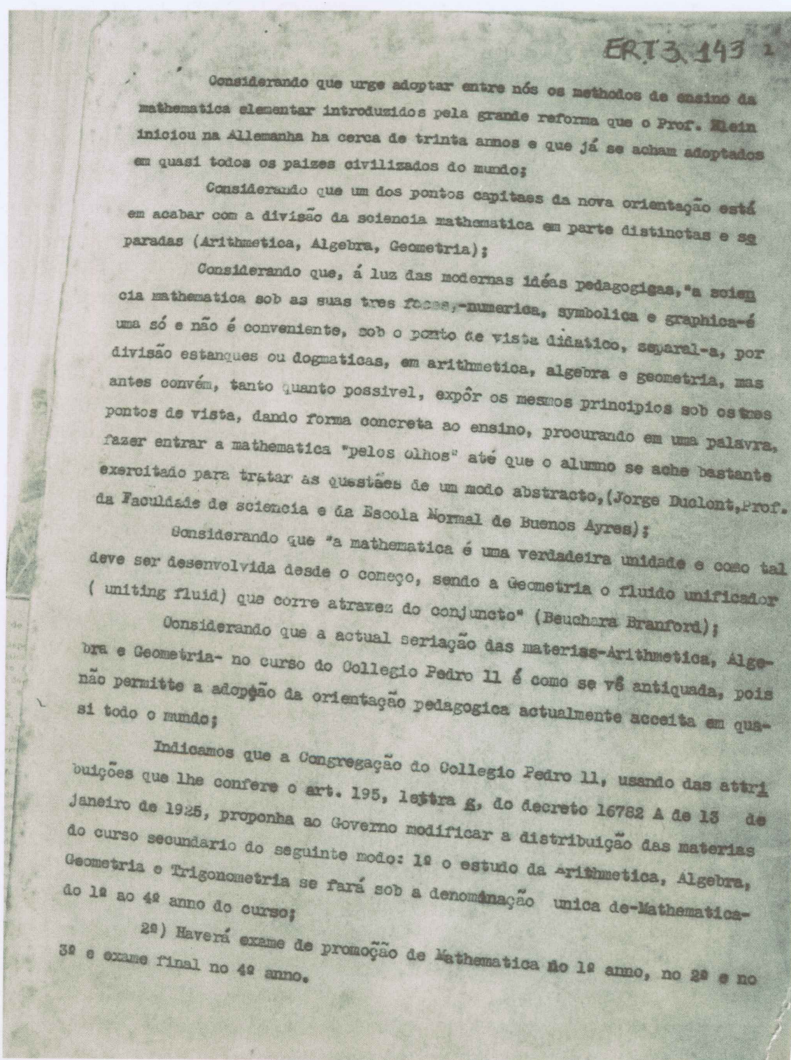 ERT 3. 143 1
Considerando que urge adoptar entre nós os methodos de ensino da
mathematica elementar introduzidos pela grande reforma que o Prof. Klein
iniciou na Allemanha ha cerca de trinta annos e que já se acham adoptados
em quasi todos os paizes civilizados do mundo;
Considerando que um dos pontos capitaes da nova orientação está
em acabar com a divisão da sciencia mathematica em parte distinctas e se
paradas (Arithmetica, Algebra, Geometria);
Considerando que, á luz das modernas idéas pedagogigas,"a scien
cia mathematica sob as suas tres faces,-numerica, symbolica e graphica-é
uma só e não é conveniente, sob o ponto de vista didatico, separal-a, por
divisão estanques ou dogmaticas, em arithmetica, algebra e geometria, mas
antes convém, tanto quanto possivel, expôr os mesmos principios sob os tres
pontos de vista, dando forma concreta ao ensino, procurando em uma palavra,
fazer entrar a mathematica "pelos olhos" até que o alumno se ache bastante
exercitado para tratar as questães de um modo abstracto,(Jorge Duclont,Prof.
da Faculdade de sciencia e da Escola Normal de Buenos Ayres);
Considerando que "a mathematica é uma verdadeira unidade e como tal
deve ser desenvolvida desde o começo, sendo a Geometria o fluido unificador
( uniting fluid) que corre atravez do conjuncto" (Beuchara Branford);
Considerando que a actual seriação das materias-Arithmetica, Alge-
bra e Geometria- no curso do Collegio Pedro 11 é como se vê antiquada, pois
não permitte a adopção da orientação pedagogica actualmente acceita em qua-
si todo o mundo;
Indicamos que a Congregação do Collegio Pedro 11, usando das attri
buições que lhe confere o art. 195, lettra g, do decreto 16782 A de 13 de
janeiro de 1925, proponha ao Governo modificar a distribuição das materias
do curso secundario do seguinte modo: 1º o estudo da Arithmetica, Algebra,
Geometria e Trigonometria se fará sob a denominação unica de-Mathematica-
do 1º ao 4º anno do curso;
2º) Haverá exame de promoção de Mathematica no 1º anno, no 2º e no
3º e exame final no 4º anno.